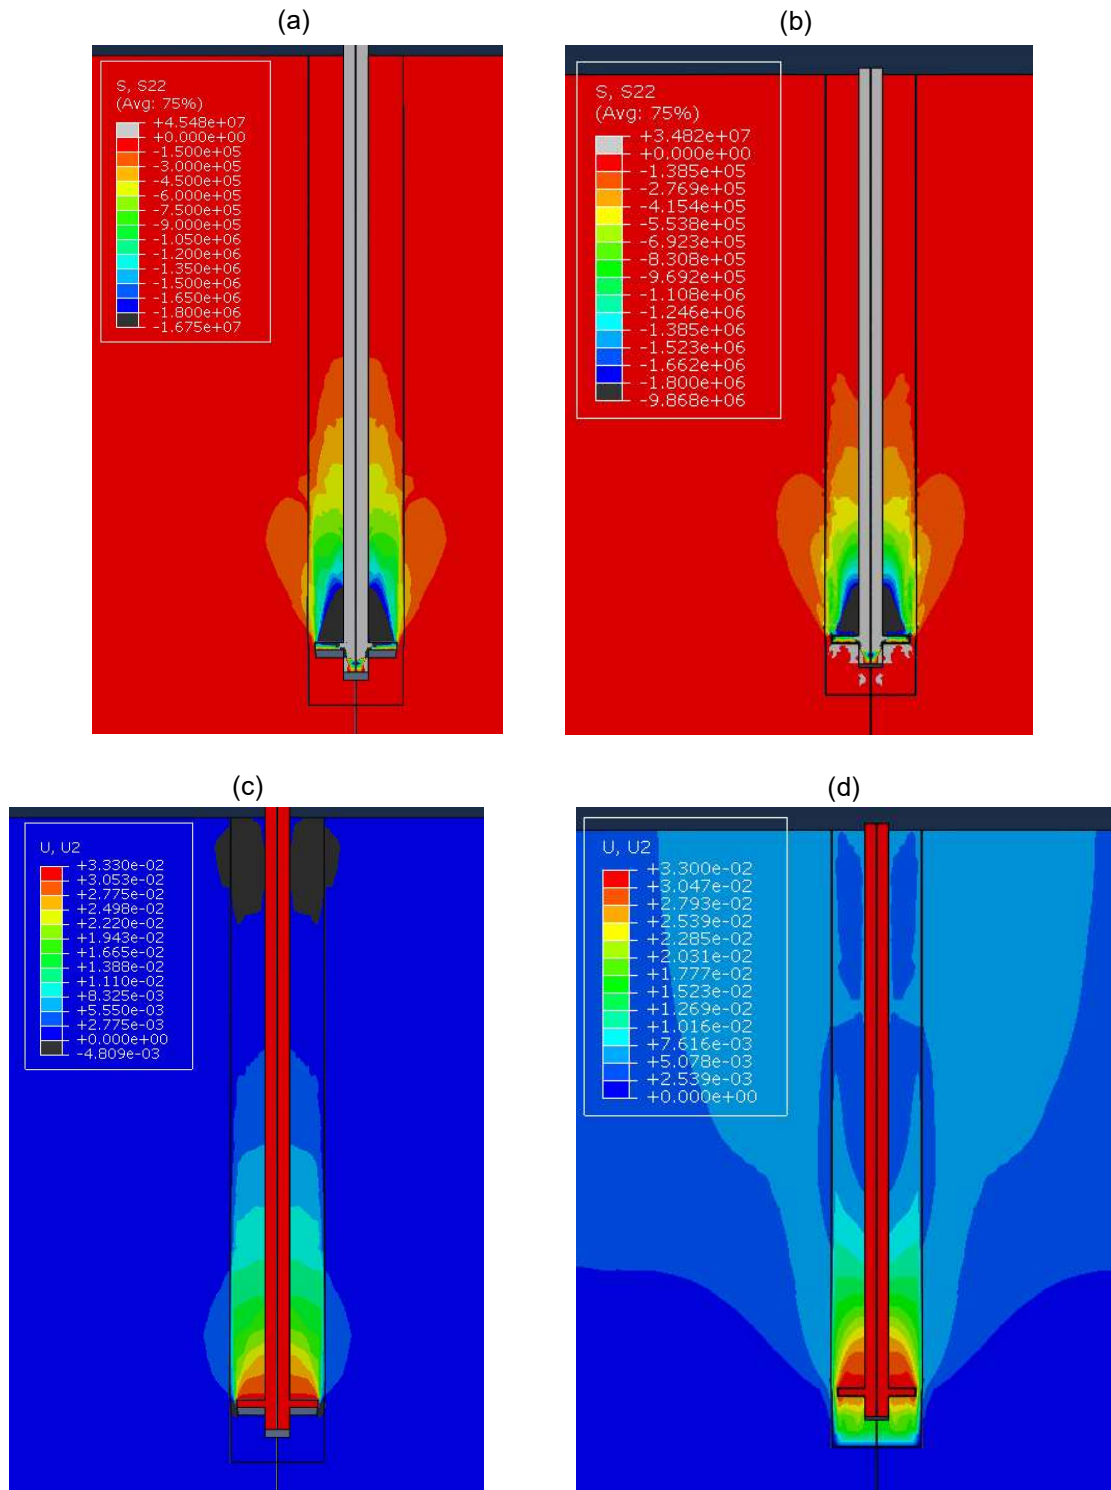 (a)
S, S22
(Avg: 75%)
+4.548e+07
+0.000e+00
-1.500e+05
-3.000e+05
-4.500e+05
-6.000e+05
-7.500e+05
-9.000e+05
-1.050e+06
-1.200e+06
-1.350e+06
-1.500e+06
-1.650e+06
-1.800e+06
-1.675e+07
(b)
S, S22
(Avg: 75%)
+3.482e+07
+0.000e+00
-1.385e+05
-2.769e+05
-4.154e+05
-5.538e+05
-6.923e+05
-8.308e+05
-9.692e+05
-1.108e+06
-1.246e+06
-1.385e+06
-1.523e+06
-1.662e+06
-1.800e+06
-9.868e+06
(c)
U, U2
+3.330e-02
+3.053e-02
+2.775e-02
+2.498e-02
+2.220e-02
+1.943e-02
+1.665e-02
+1.388e-02
+1.110e-02
+8.325e-03
+5.550e-03
+2.775e-03
+0.000e+00
-4.809e-03
(d)
U, U2
+3.300e-02
+3.047e-02
+2.793e-02
+2.539e-02
+2.285e-02
+2.031e-02
+1.777e-02
+1.523e-02
+1.269e-02
+1.016e-02
+7.616e-03
+5.078e-03
+2.539e-03
+0.000e+00